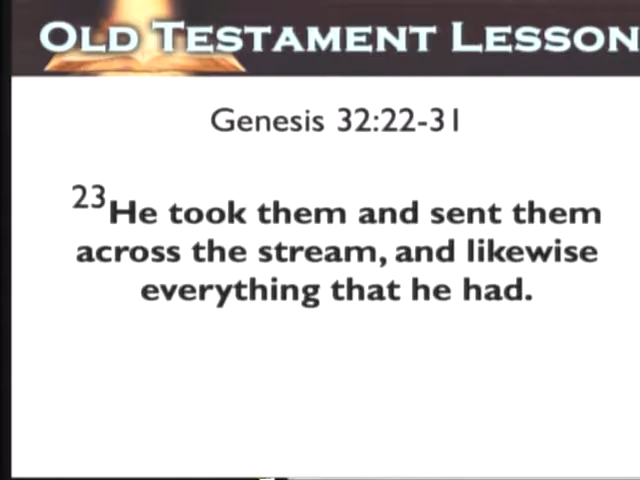 OLD TESTAMENT LESSON
Genesis 32:22-31
23He took them and sent them
across the stream, and likewise
everything that he had.